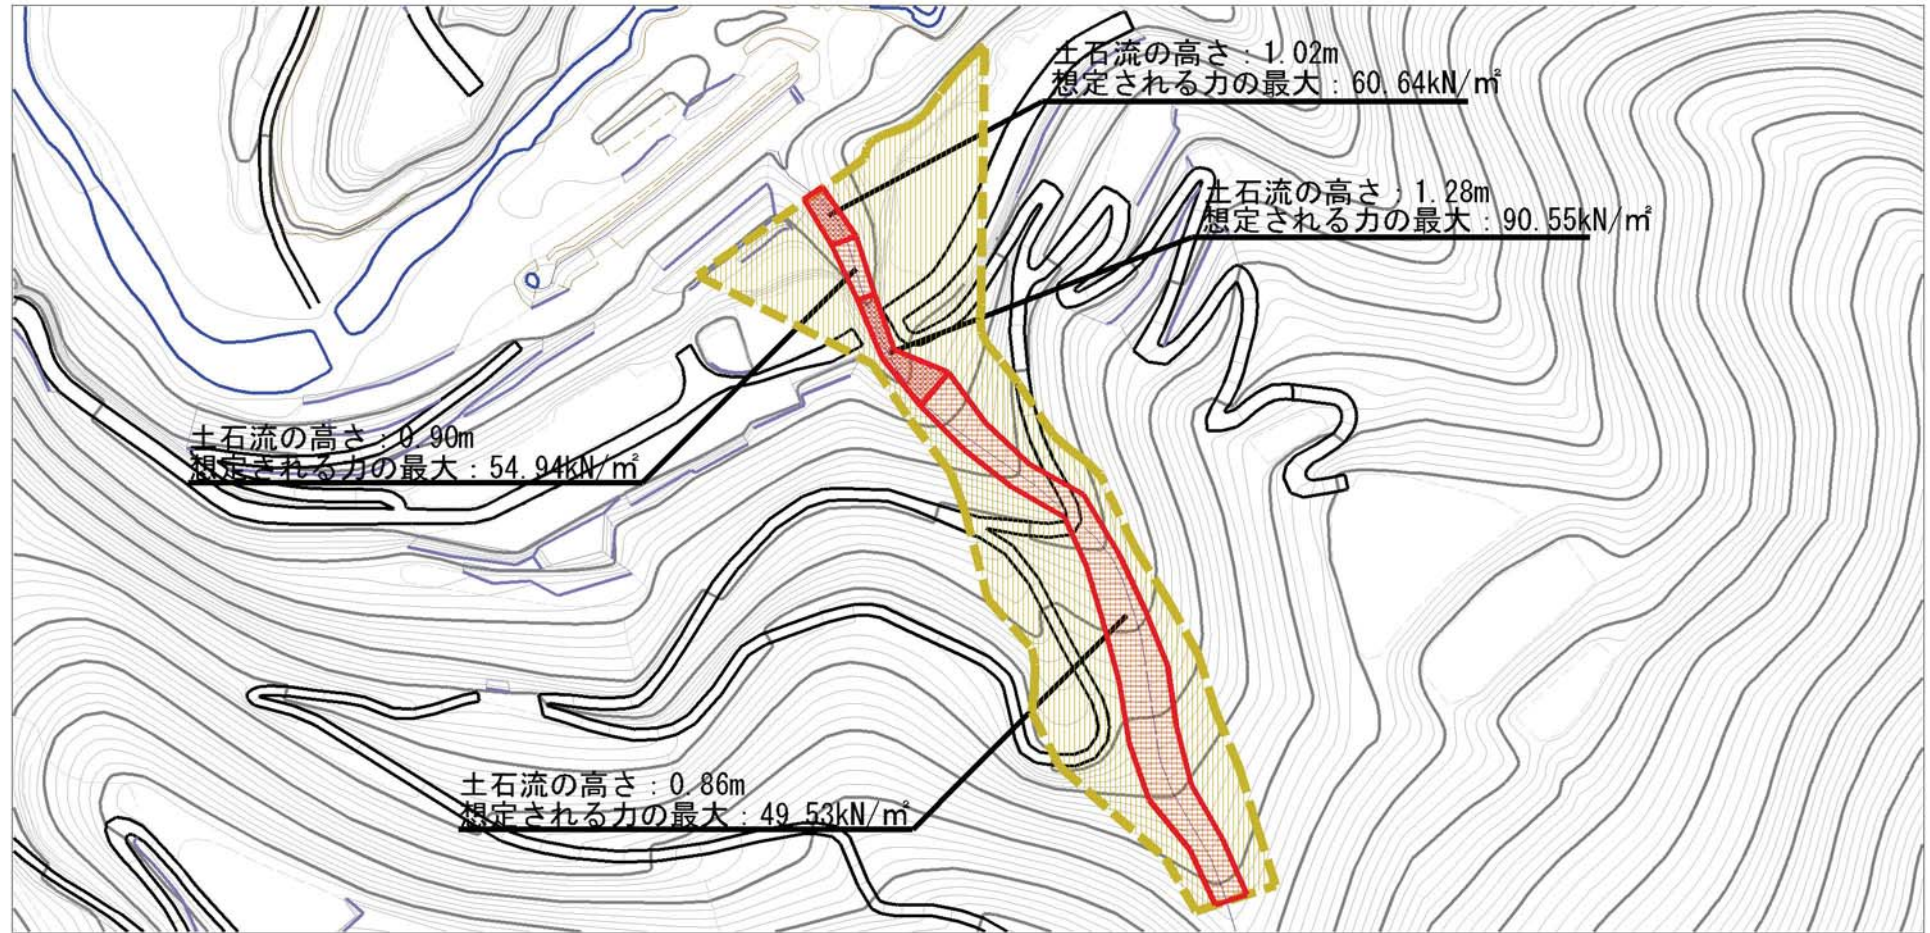 土石流の高さ：1.02m
想定される力の最大：60.64kN/㎡
土石流の高さ：1.28m
想定される力の最大：90.55kN/㎡
土石流の高さ：0.90m
想定される力の最大：54.94kN/㎡
土石流の高さ：0.86m
想定される力の最大：49.53kN/㎡